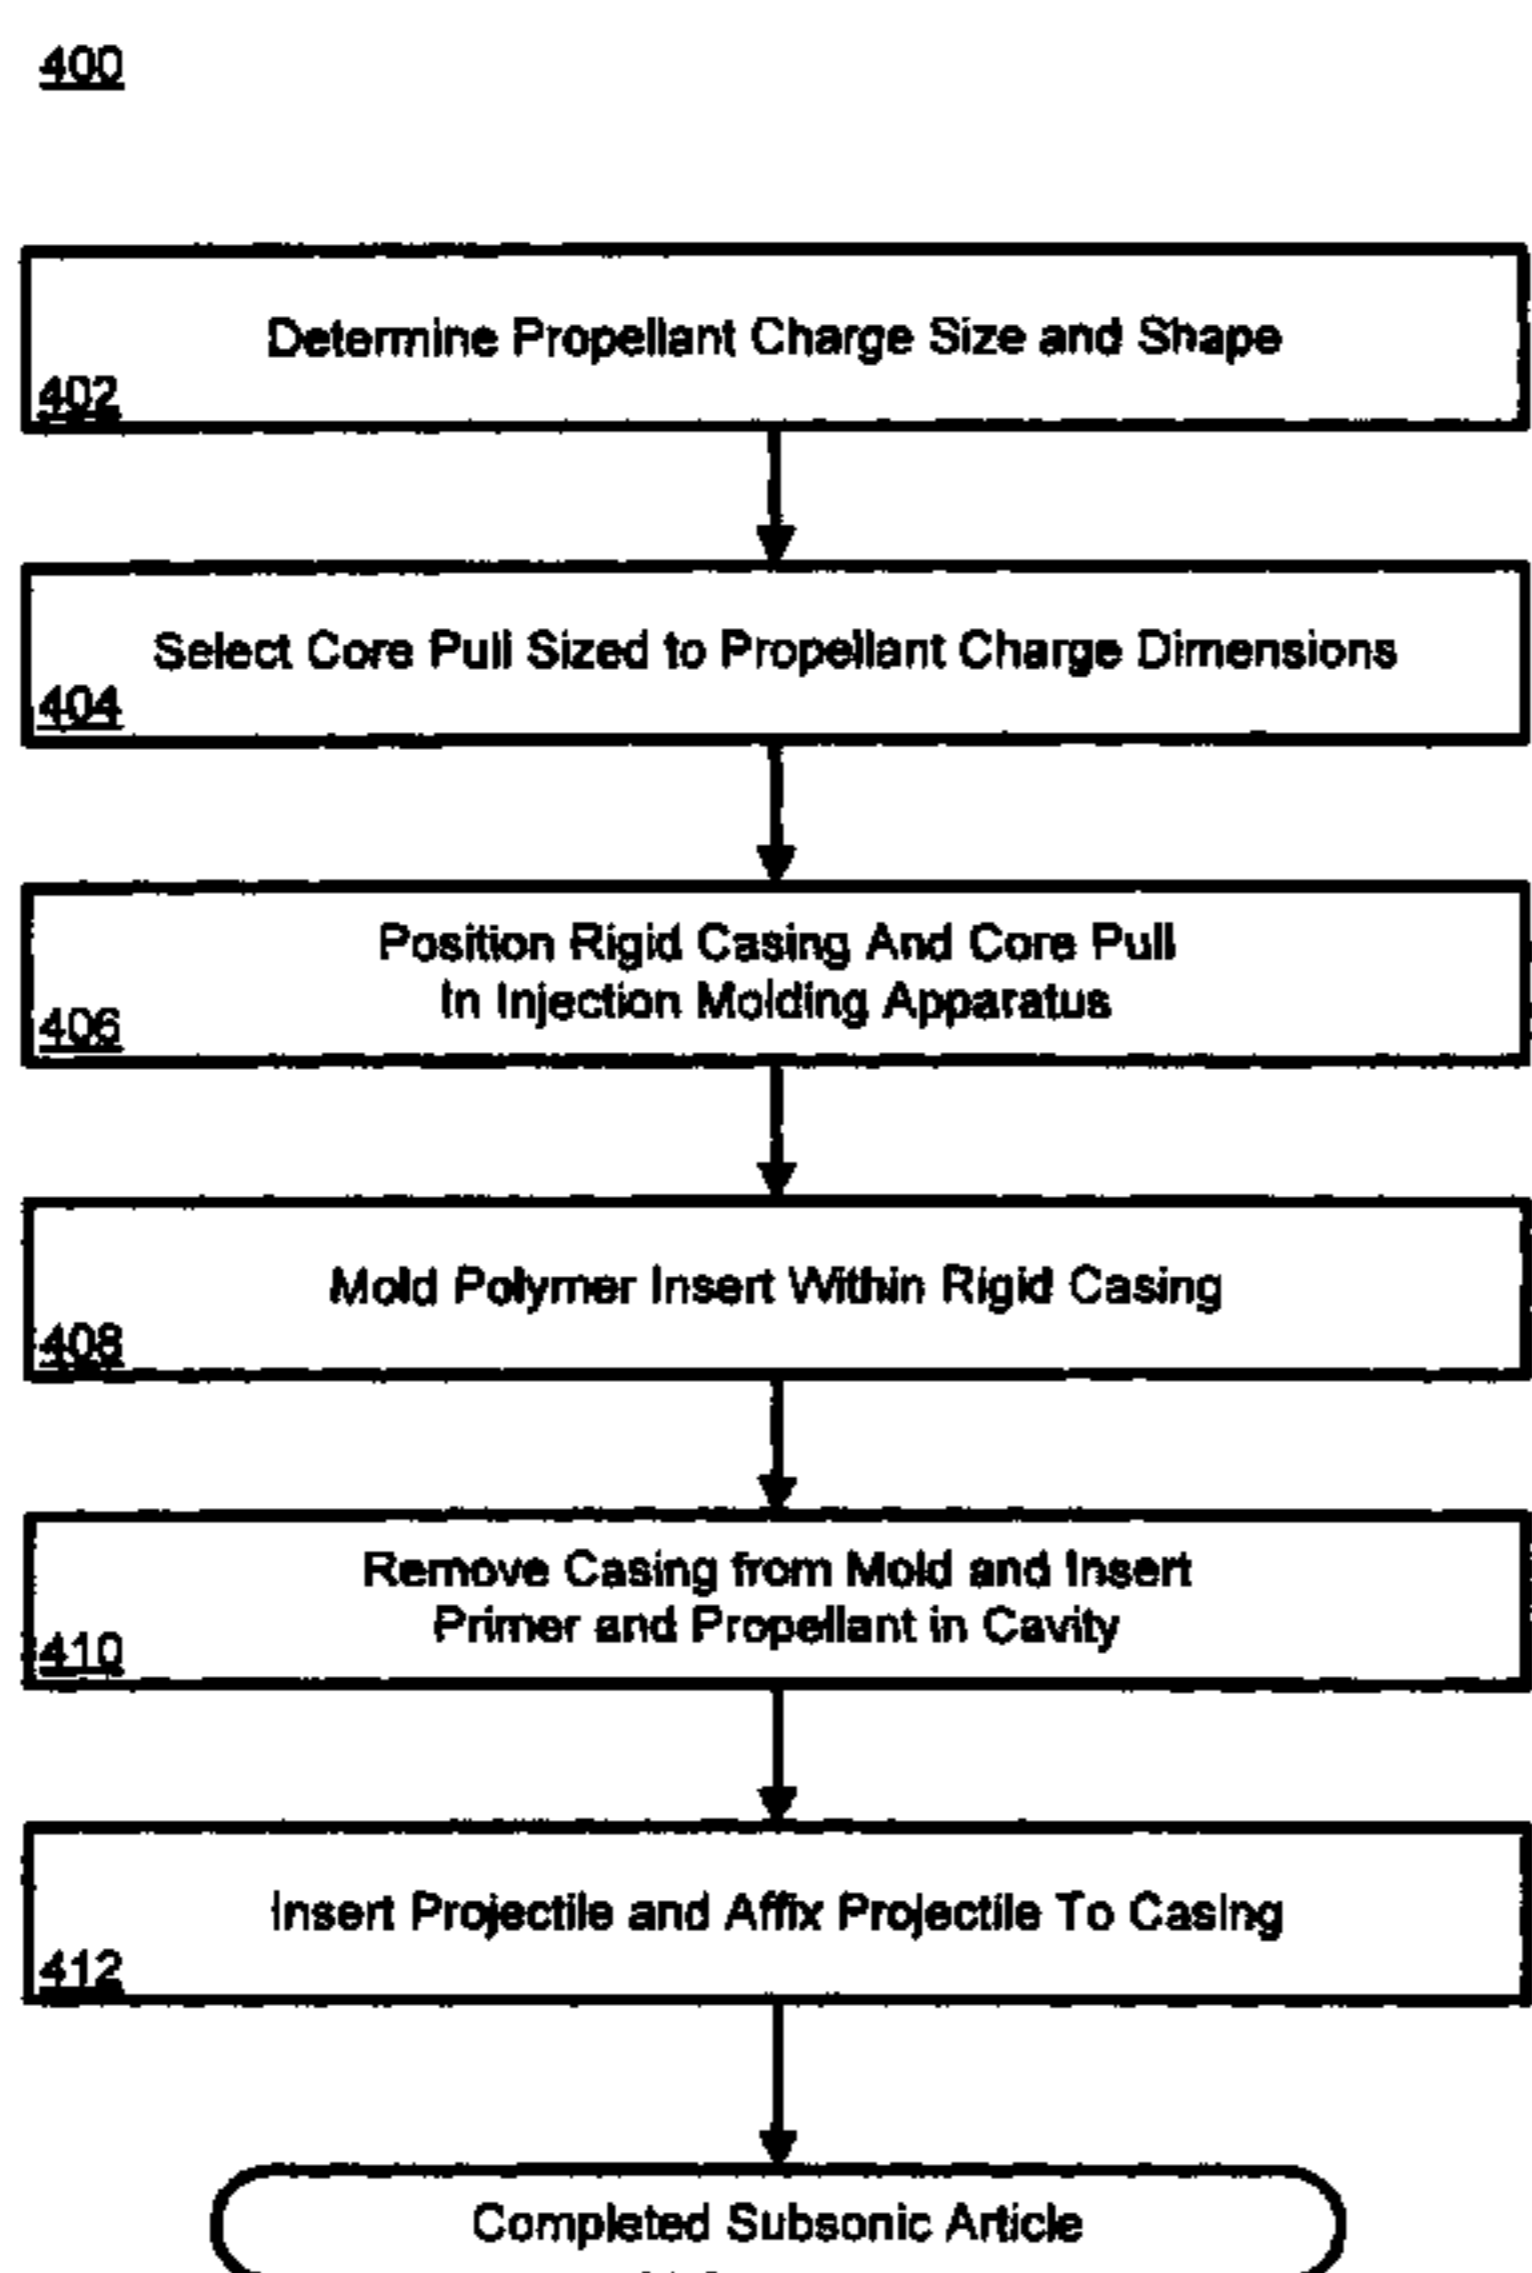 400
Determine Propellant Charge Size and Shape
402
Select Core Pull Sized to Propellant Charge Dimensions
404
Position Rigid Casing And Core Pull
In Injection Molding Apparatus
406
Mold Polymer Insert Within Rigid Casing
408
Remove Casing from Mold and Insert
Primer and Propellant in Cavity
410
Insert Projectile and Affix Projectile To Casing
412
Completed Subsonic Article